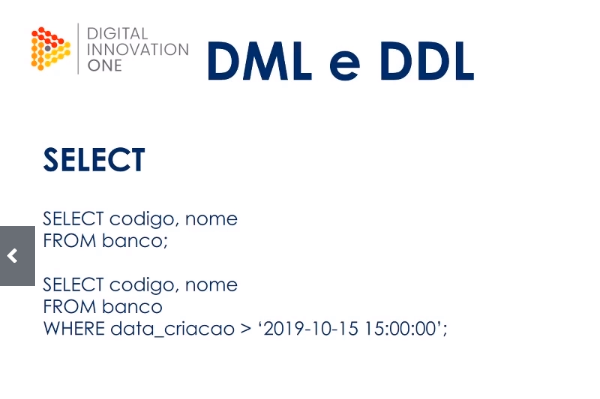 DIGITAL
INNOVATION
ONE
DML e DDL
SELECT
SELECT codigo, nome
FROM banco;
SELECT codigo, nome
FROM banco
WHERE data_criacao > ‘2019-10-15 15:00:00’;